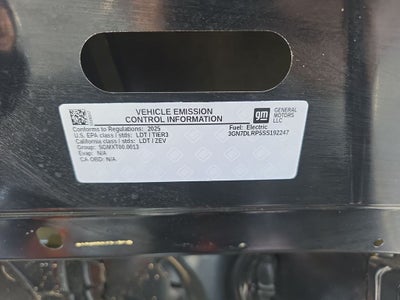 VEHICLE EMISSION
CONTROL INFORMATION
gm
GENERAL
MOTORS
LLC
Conforms to Regulations: 2025
U.S. EPA class / stds: LDT / TIER3
California class / stds: LDT / ZEV
Group: SGMXT00.0013
Evap: N/A
CA OBD: N/A
Fuel: Electric
3GN7DLRP5SS192247